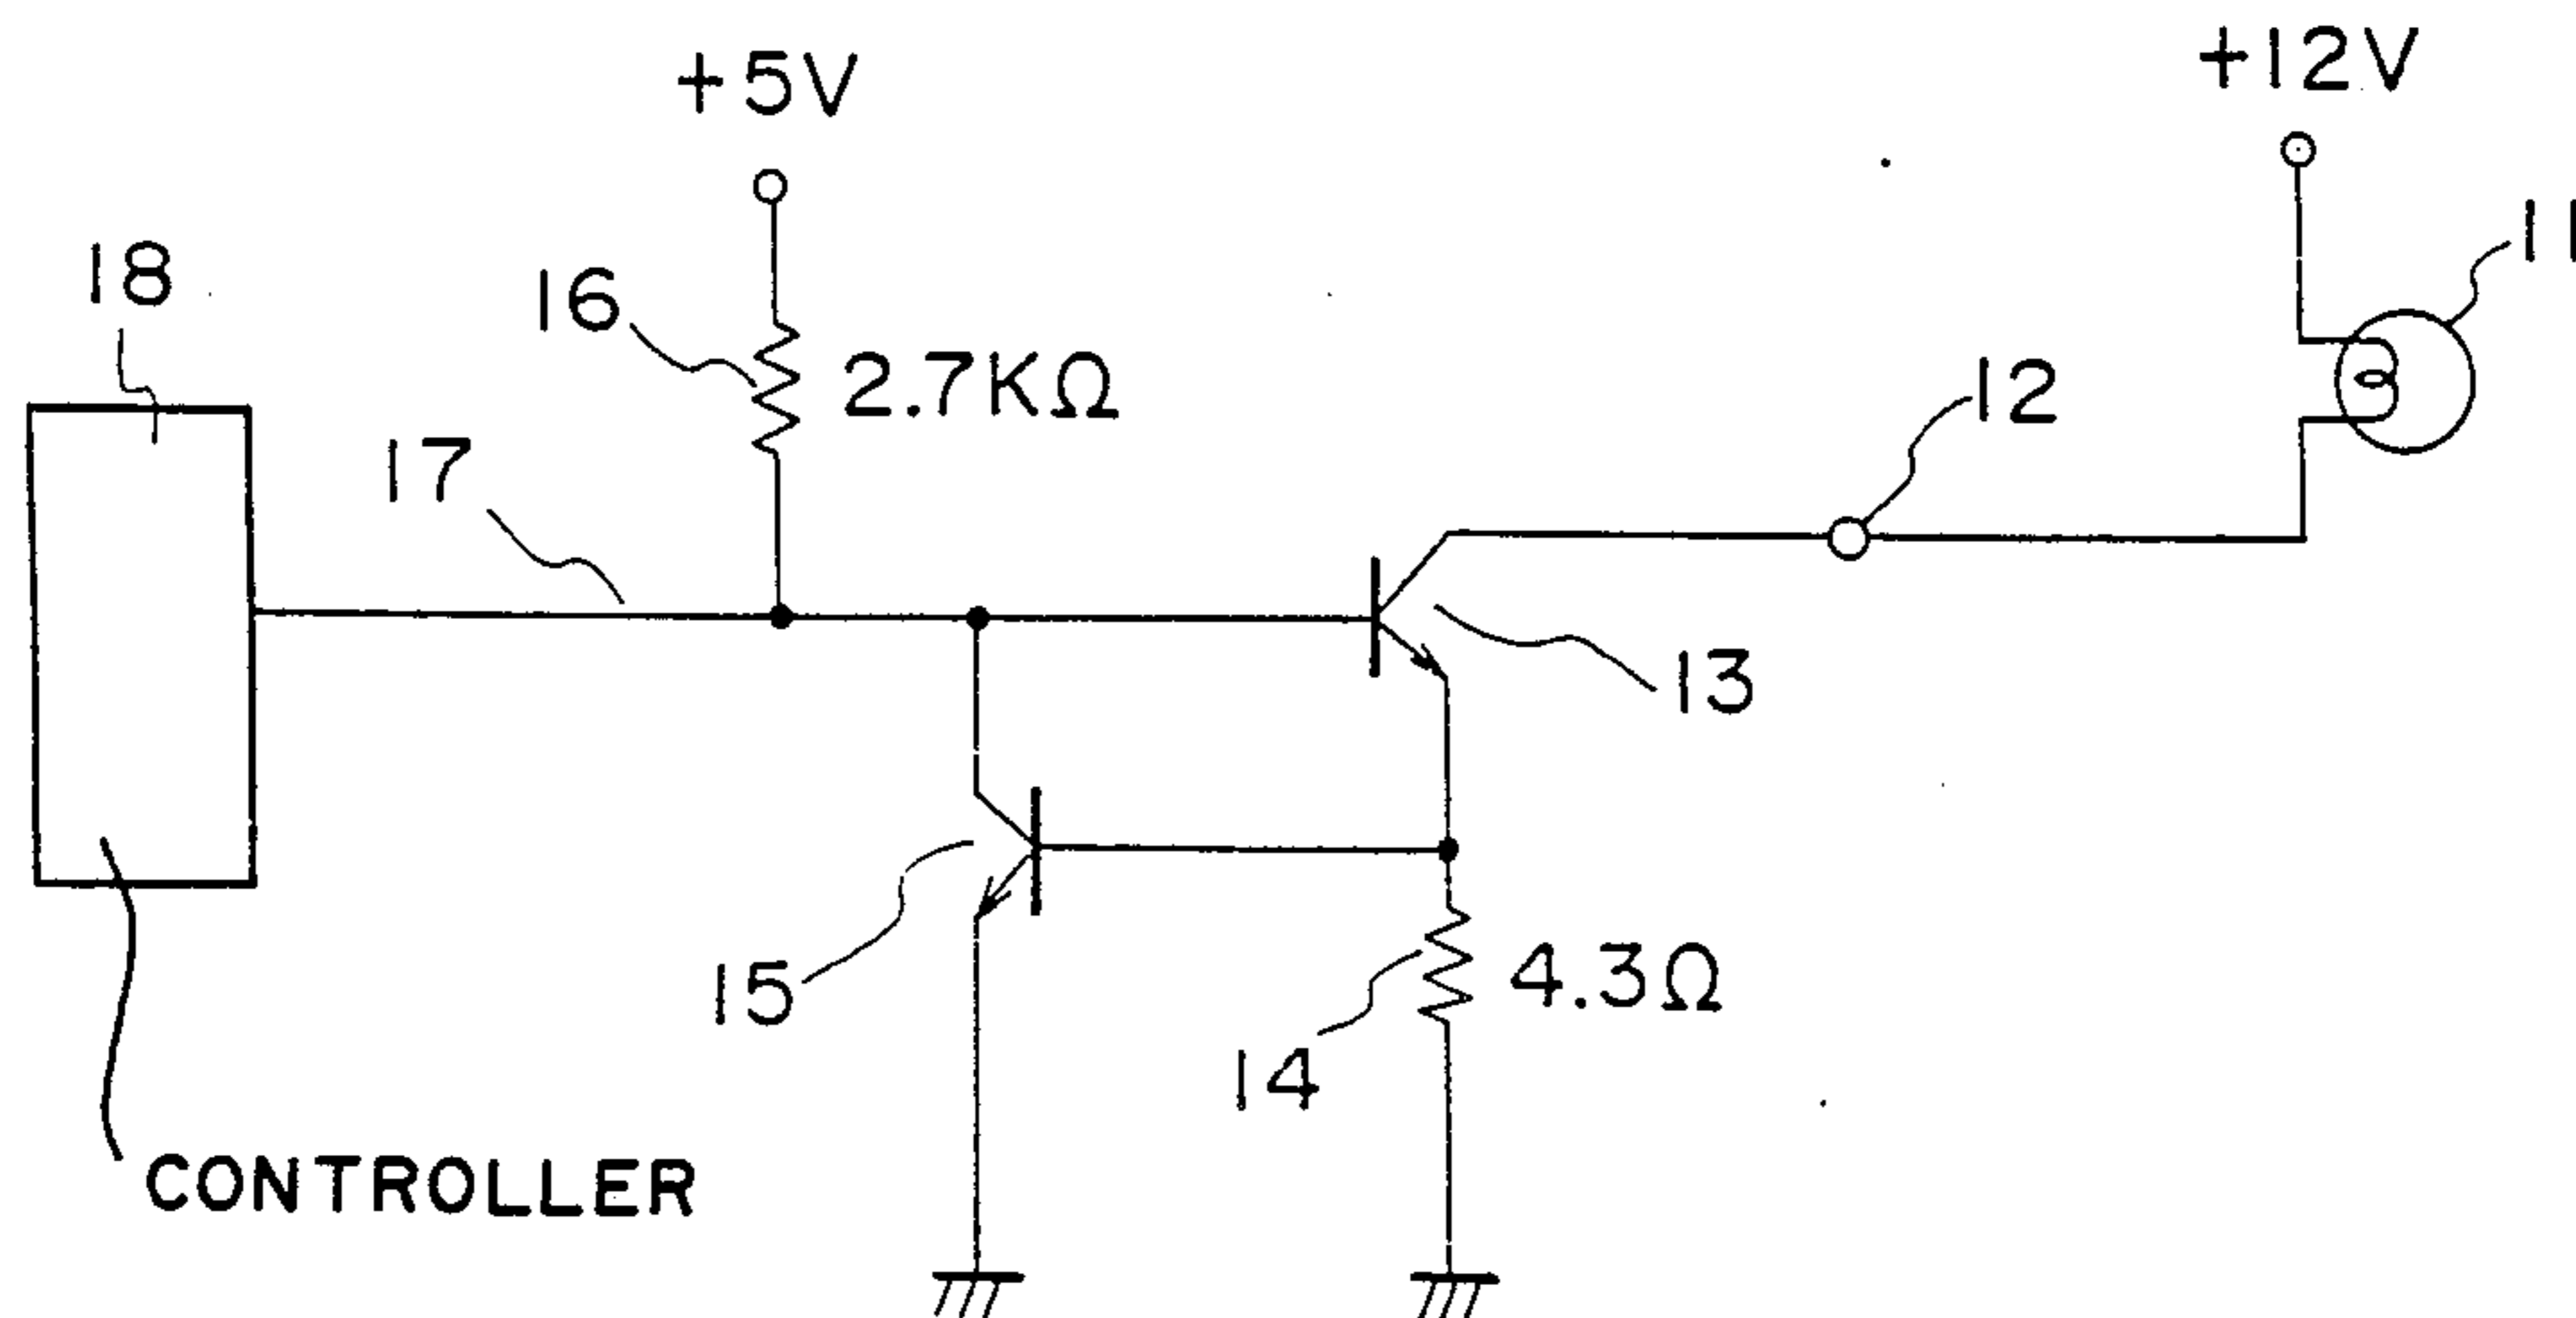 +5V
+12V
18
16
11
2.7KΩ
12
17
13
15
4.3Ω
14
CONTROLLER